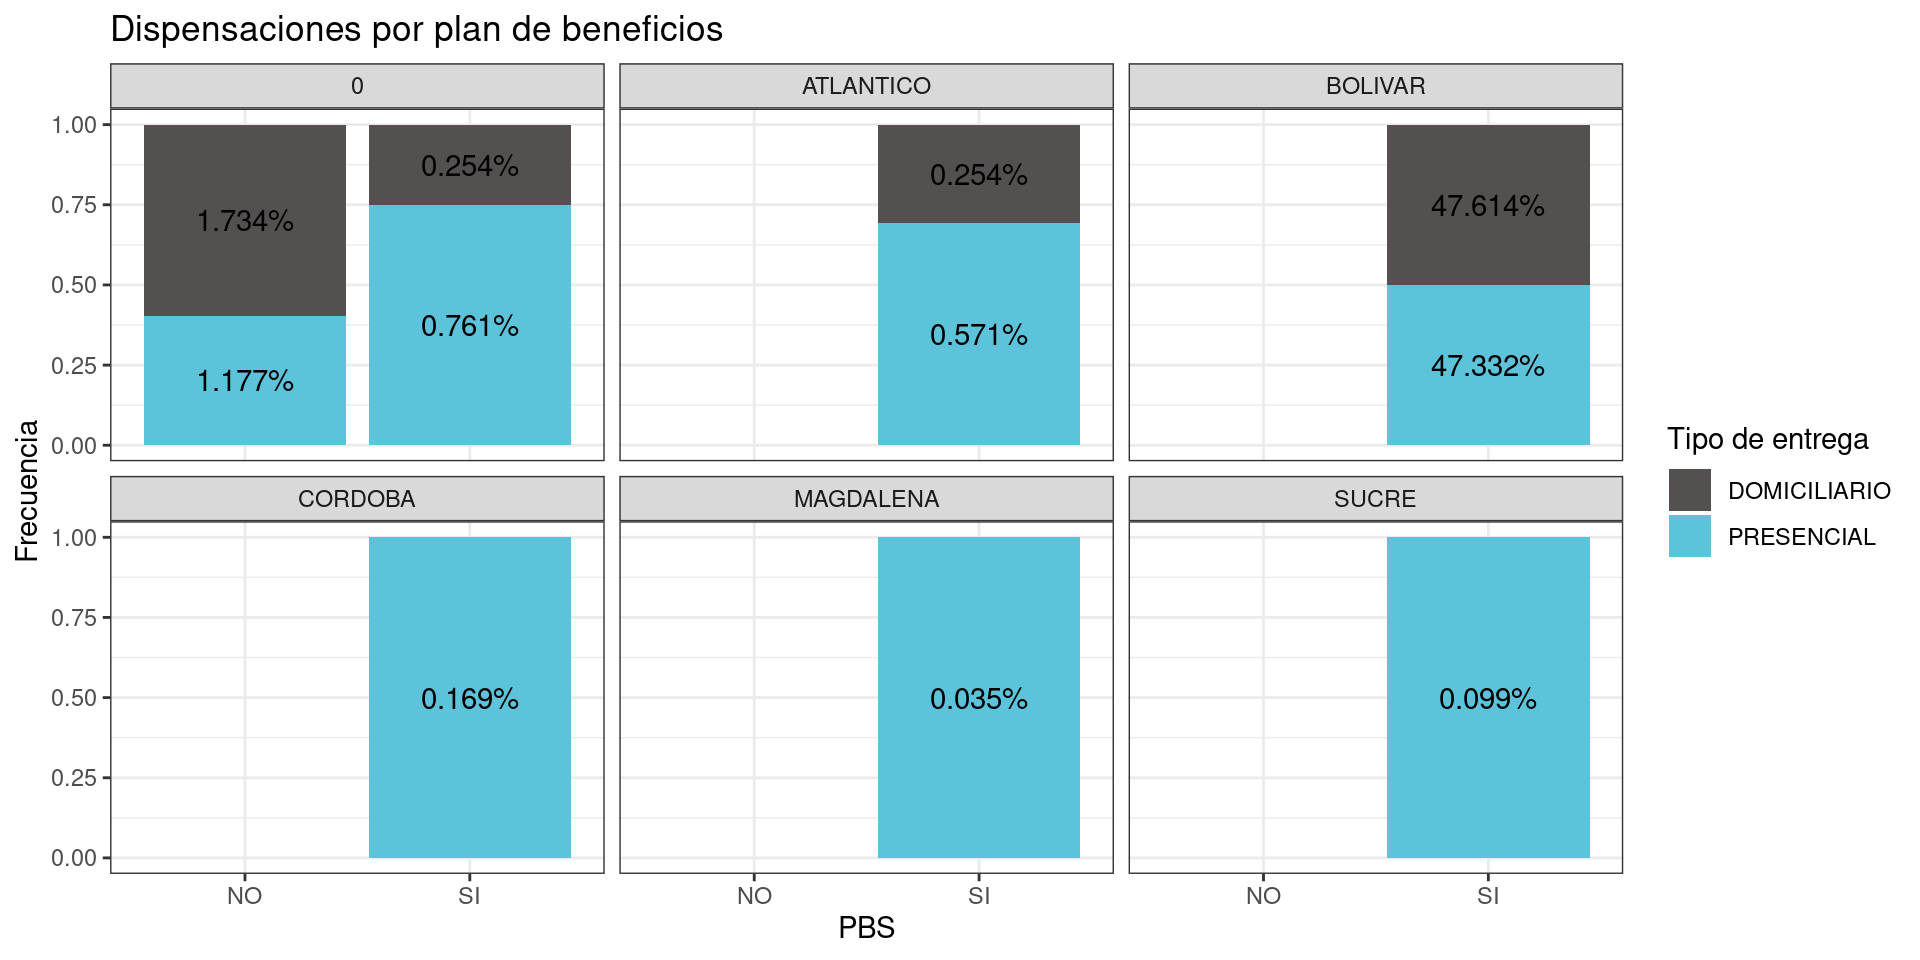 Dispensaciones por plan de beneficios
0
ATLANTICO
BOLIVAR
1.00
0.75
0.50
0.25
0.00
1.734%
1.177%
0.254%
0.761%
0.254%
0.571%
47.614%
47.332%
CORDOBA
MAGDALENA
SUCRE
1.00
0.75
0.50
0.25
0.00
0.169%
0.035%
0.099%
NO
SI
NO
SI
NO
SI
PBS
Frecuencia
Tipo de entrega
DOMICILIARIO
PRESENCIAL